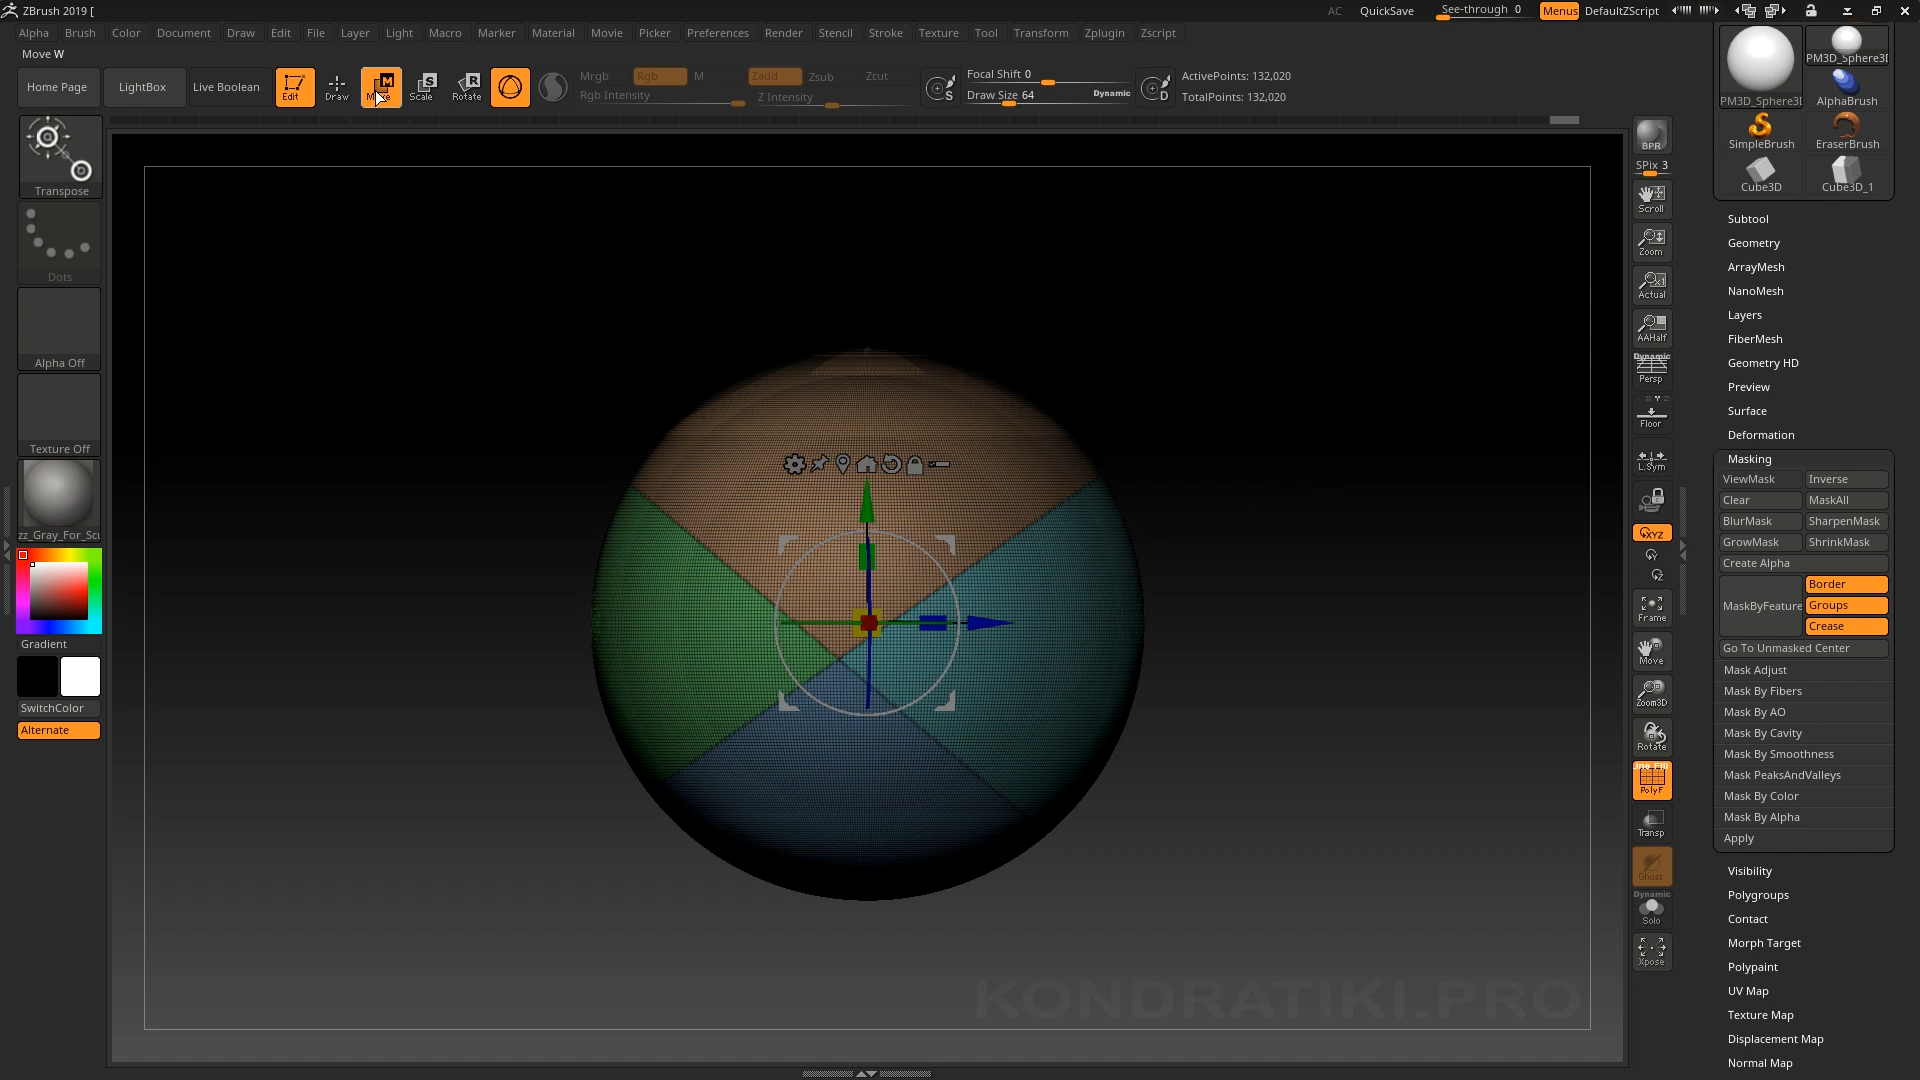 ZBrush 2019 [
AC
QuickSave
See-through 0
Menus
DefaultZScript
Alpha Brush Color Document Draw Edit File Layer Light Macro Marker Material Movie Picker Preferences Render Stencil Stroke Texture Tool Transform Zplugin Zscript
Move W
Home Page
LightBox
Live Boolean
Edit
Draw
Scale
Rotate
Mrgb Rgb M
Rgb Intensity
Zadd Zsub Zcut
Z Intensity
S
Focal Shift 0
Draw Size 64
Dynamic
D
ActivePoints: 132,020
TotalPoints: 132,020
PM3D_Sphere3D
PM3D_Sphere3D
AlphaBrush
SimpleBrush
EraserBrush
Cube3D
Cube3D_1
Transpose
Dots
Alpha Off
Texture Off
zz_Gray_For_Scu
Gradient
SwitchColor
Alternate
BPR
SPix 3
Scroll
Zoom
Actual
AAHalf
Dynamic
Persp
Floor
L.Sym
XYZ
Frame
Move
Zoom3D
Rotate
Line Fill
PolyF
Transp
Ghost
Dynamic
Solo
Xpose
Subtool
Geometry
ArrayMesh
NanoMesh
Layers
FiberMesh
Geometry HD
Preview
Surface
Deformation
Masking
ViewMask Inverse
Clear MaskAll
BlurMask SharpenMask
GrowMask ShrinkMask
Create Alpha
MaskByFeature
Border
Groups
Crease
Go To Unmasked Center
Mask Adjust
Mask By Fibers
Mask By AO
Mask By Cavity
Mask By Smoothness
Mask PeaksAndValleys
Mask By Color
Mask By Alpha
Apply
Visibility
Polygroups
Contact
Morph Target
Polypaint
UV Map
Texture Map
Displacement Map
Normal Map
KONDRATIKI.PRO